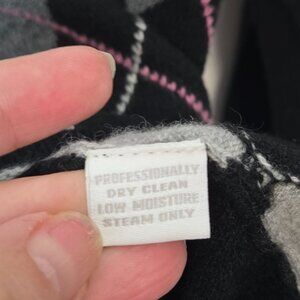 PROFESSIONALLY
DRY CLEAN
LOW MOISTURE
STEAM ONLY